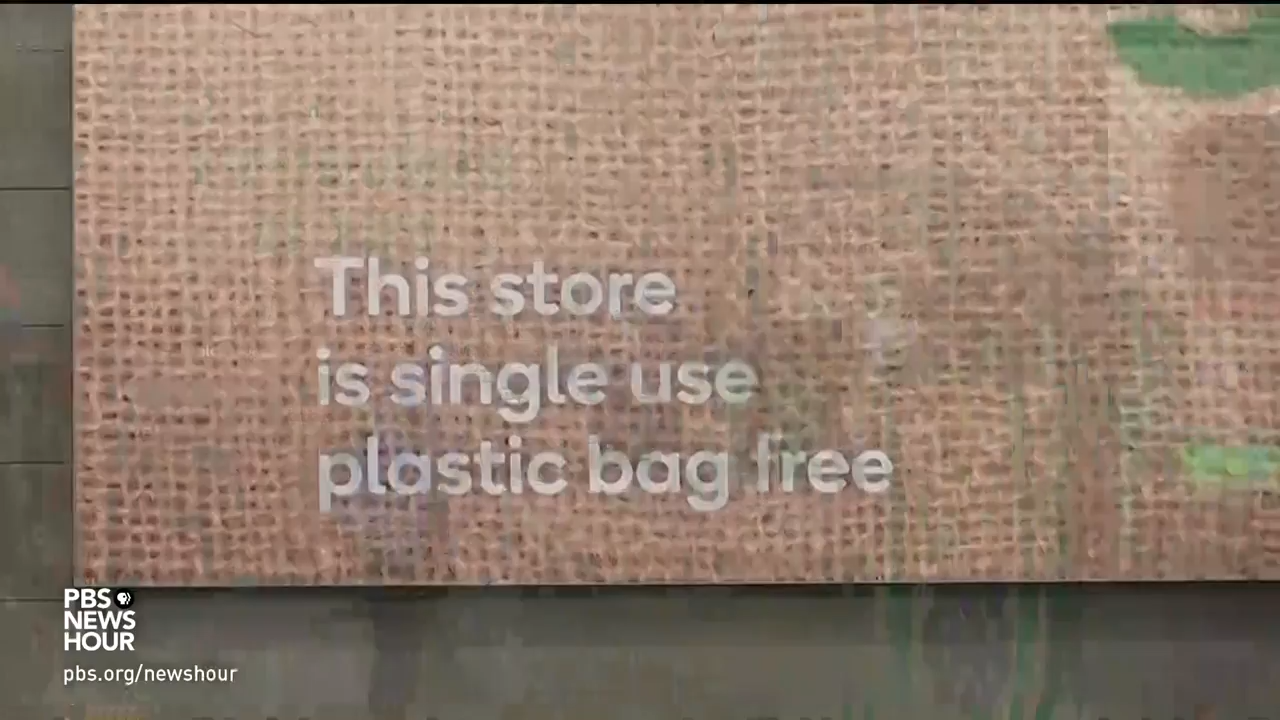 This store
is single use
plastic bag free
PBS
NEWS
HOUR
pbs.org/newshour